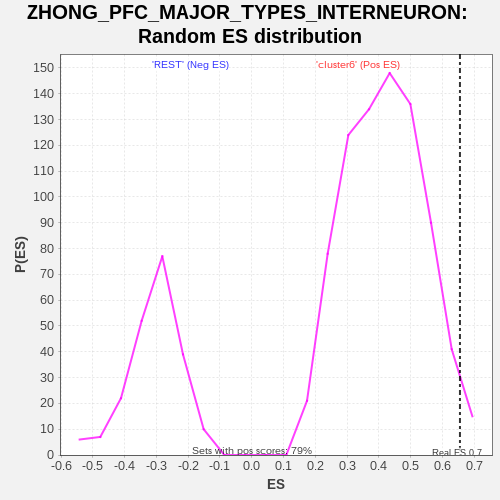 ZHONG_PFC_MAJOR_TYPES_INTERNEURON:
Random ES distribution
'REST' (Neg ES)
'cluster6' (Pos ES)
150
140
130
120
110
100
90
80
70
60
50
40
30
20
10
0
P(ES)
Sets with pos scores: 79%
Real ES 0.7
-0.6 -0.5 -0.4 -0.3 -0.2 -0.1 0.0 0.1 0.2 0.3 0.4 0.5 0.6 0.7
ES